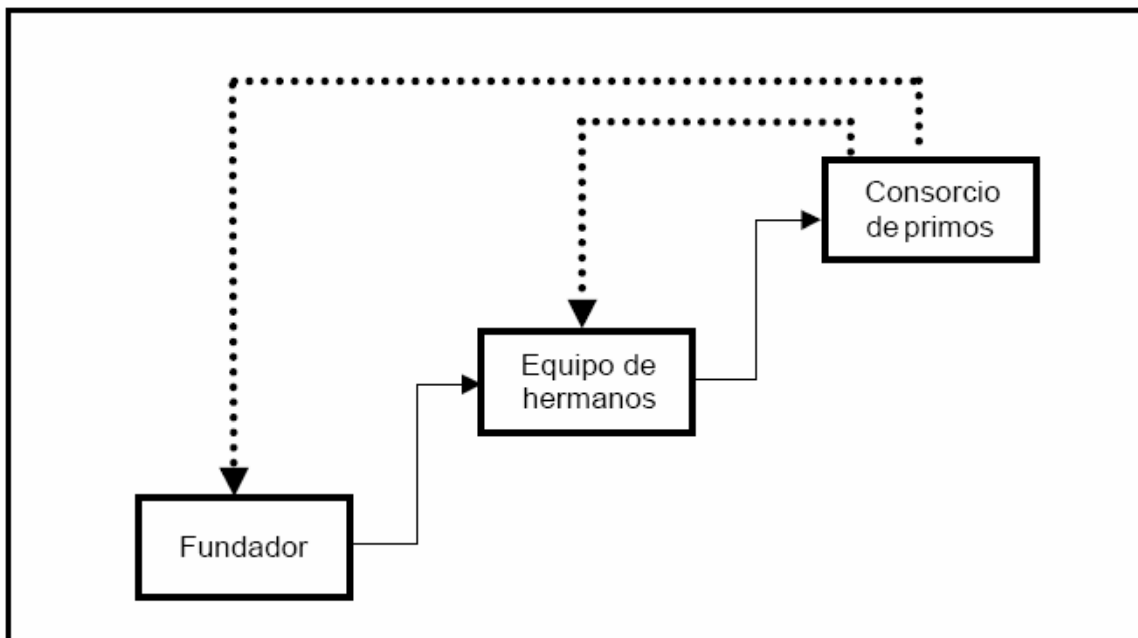 Consorcio
de primos
Equipo de
hermanos
Fundador